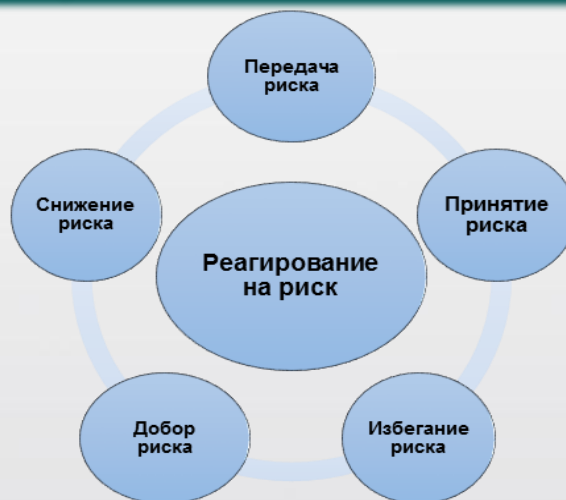 Передача
риска
Снижение
риска
Принятие
риска
Реагирование
на риск
Добор
риска
Избегание
риска